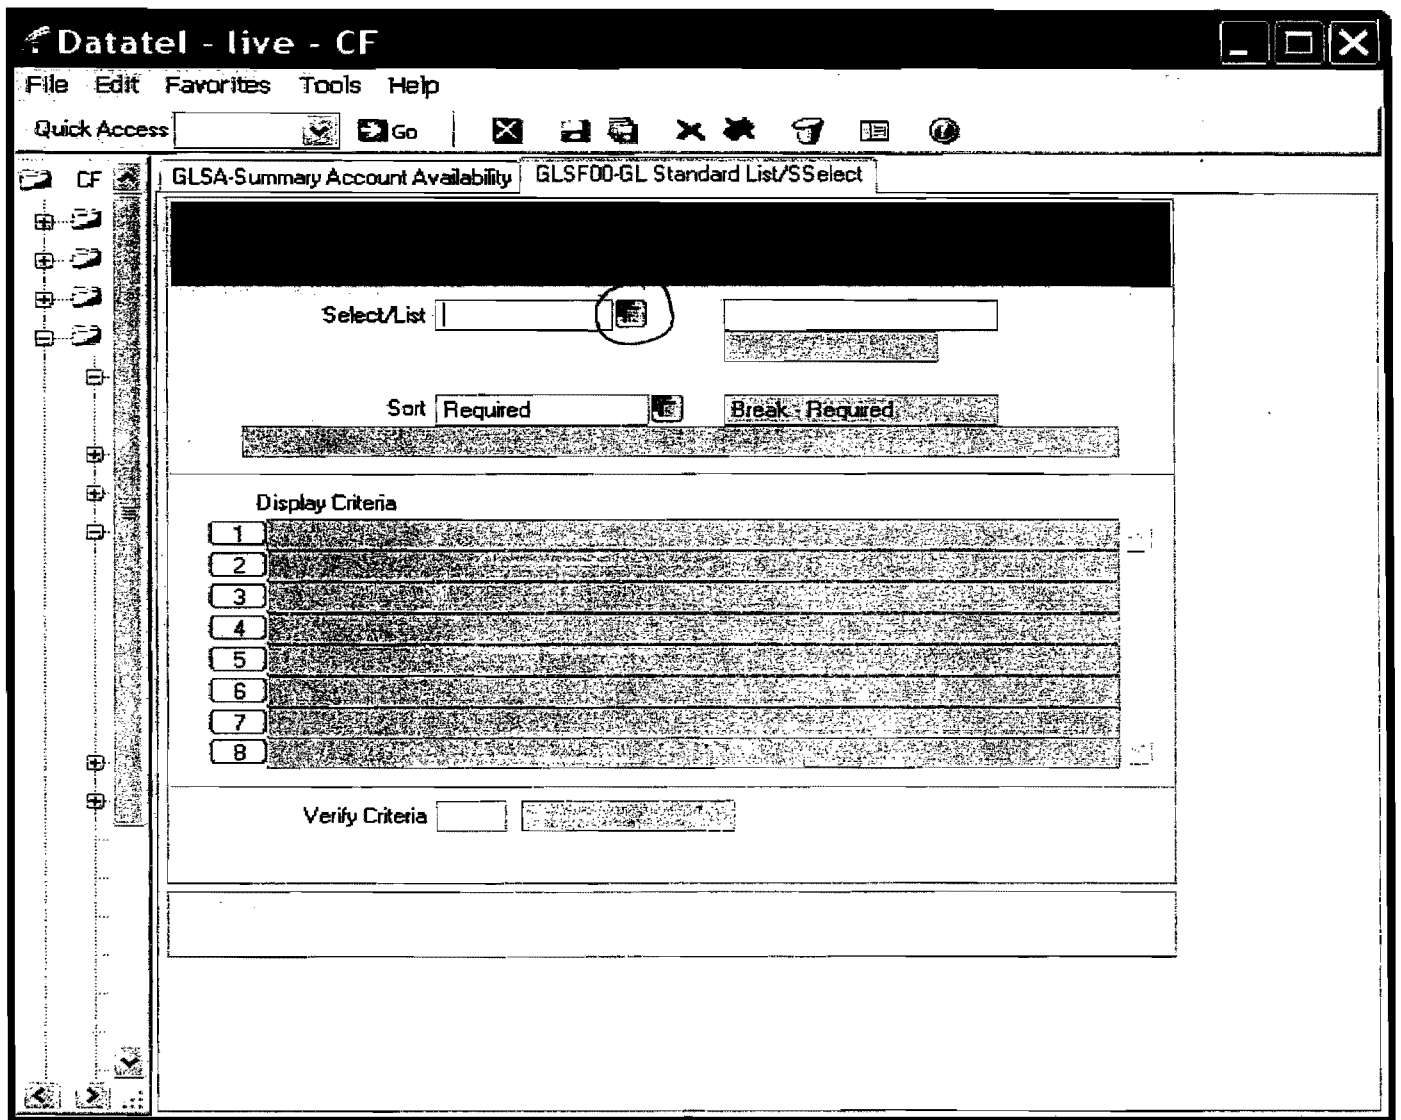 Datatel - live - CF
File Edit Favorites Tools Help
Quick Access Go
CF
GLSA-Summary Account Availability GLSF00-GL Standard List/SSelect
Select/List
Sort Required Break - Required
Display Criteria
1
2
3
4
5
6
7
8
Verify Criteria